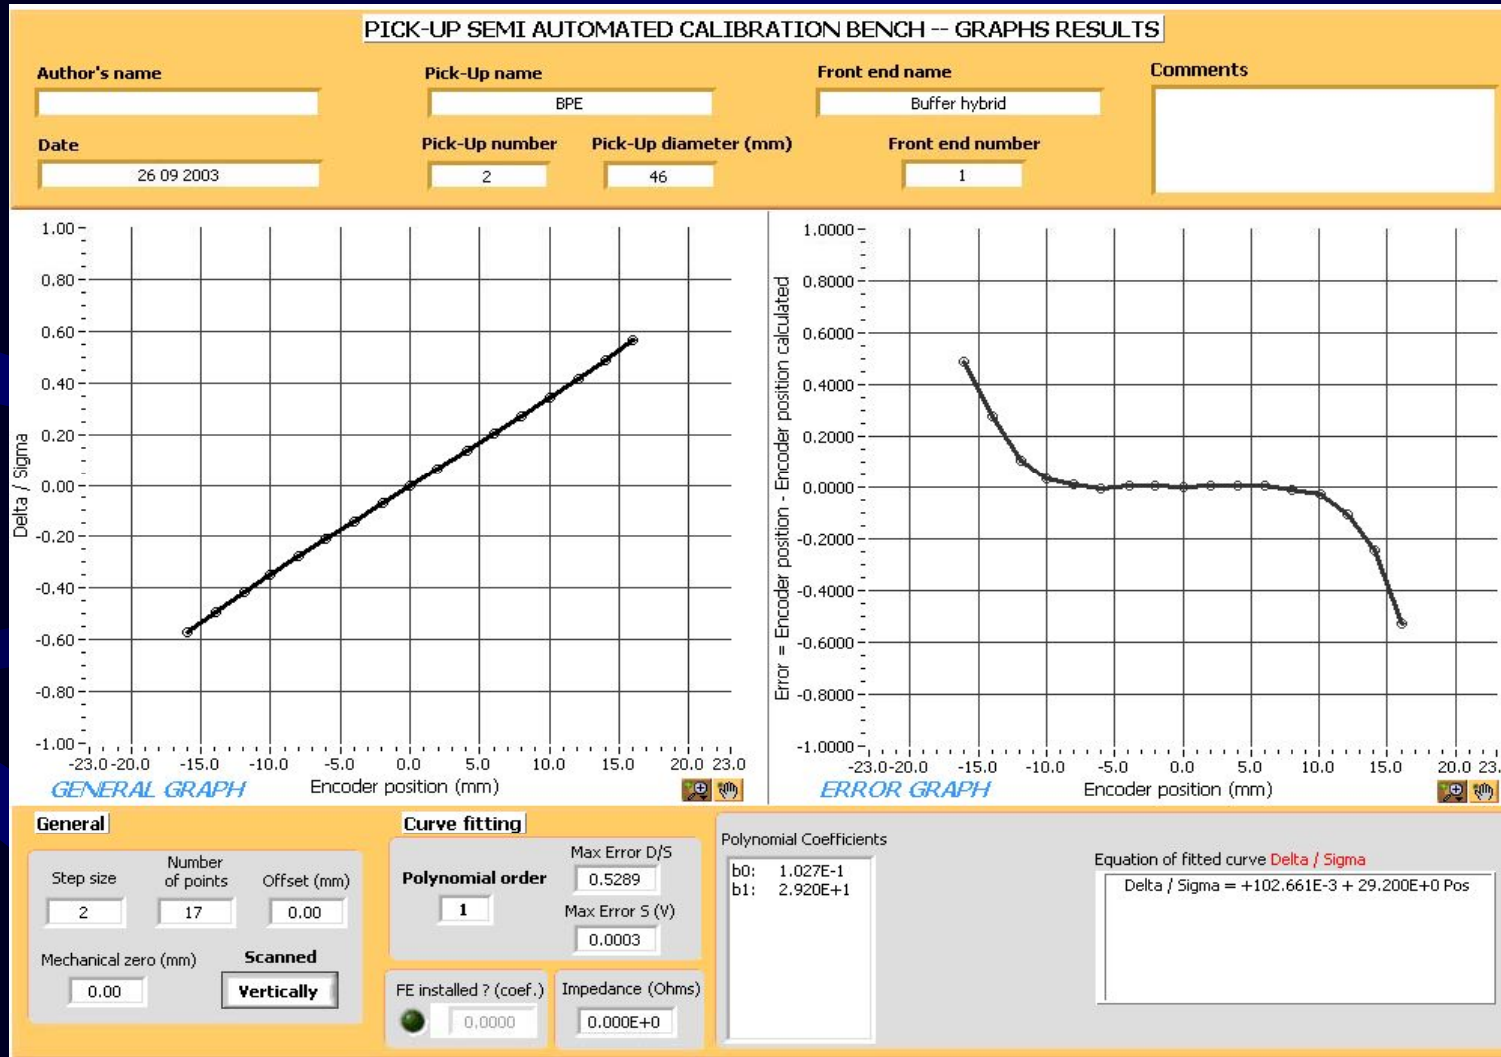 PICK-UP SEMI AUTOMATED CALIBRATION BENCH -- GRAPHS RESULTS
Author's name
Pick-Up name
Front end name
Comments
BPE
Buffer hybrid
Date
Pick-Up number
Pick-Up diameter (mm)
Front end number
26 09 2003
2
46
1
Delta / Sigma
1.00
0.80
0.60
0.40
0.20
0.00
-0.20
-0.40
-0.60
-0.80
-1.00
-23.0 -20.0 -15.0 -10.0 -5.0 0.0 5.0 10.0 15.0 20.0 23.0
GENERAL GRAPH
Encoder position (mm)
Error = Encoder position - Encoder position calculated
1.0000
0.8000
0.6000
0.4000
0.2000
0.0000
-0.2000
-0.4000
-0.6000
-0.8000
-1.0000
-23.0 -20.0 -15.0 -10.0 -5.0 0.0 5.0 10.0 15.0 20.0 23.
ERROR GRAPH
Encoder position (mm)
General
Step size
Number
of points
Offset (mm)
2
17
0.00
Mechanical zero (mm)
Scanned
0.00
Vertically
Curve fitting
Polynomial order
1
Max Error D/S
0.5289
Max Error S (V)
0.0003
FE installed ? (coef.)
0.0000
Impedance (Ohms)
0.000E+0
Polynomial Coefficients
b0: 1.027E-1
b1: 2.920E+1
Equation of fitted curve Delta / Sigma
Delta / Sigma = +102.661E-3 + 29.200E+0 Pos